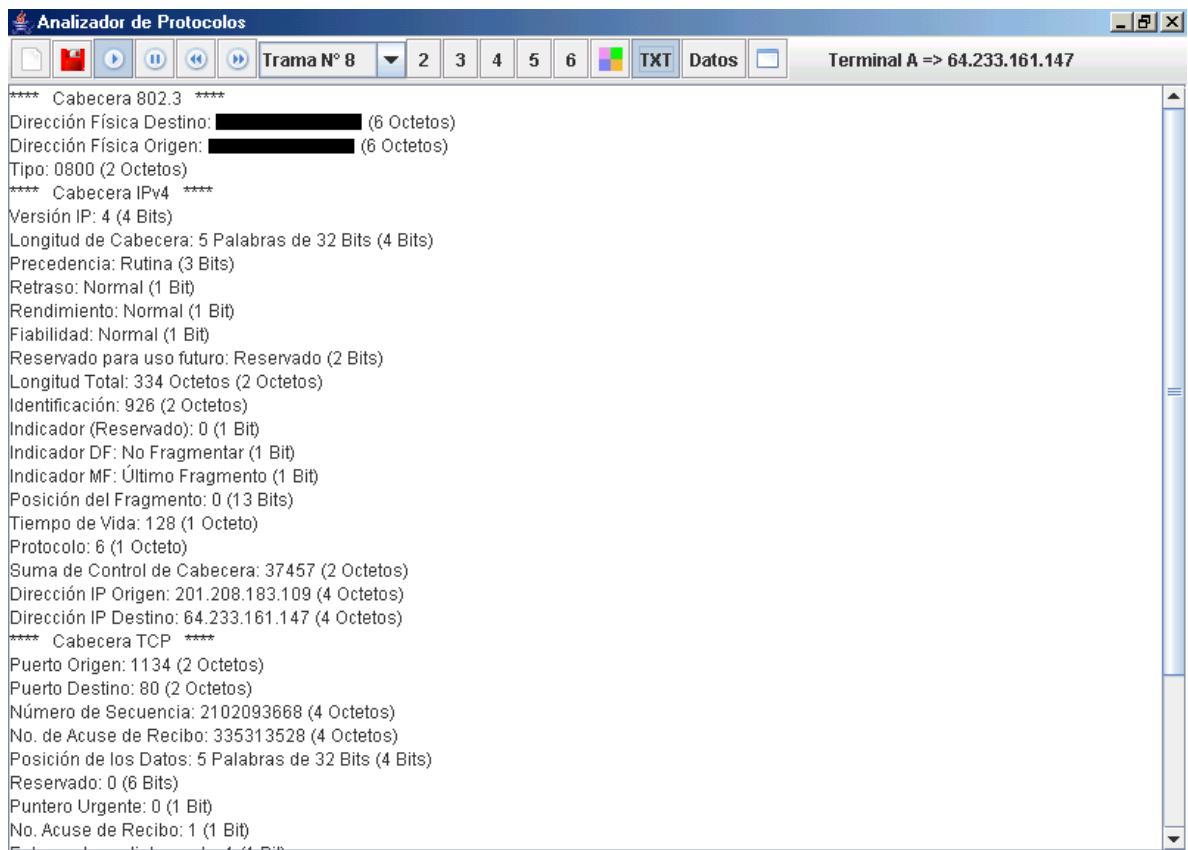 Analizador de Protocolos
Trama N° 8 2 3 4 5 6 TXT Datos Terminal A => 64.233.161.147
**** Cabecera 802.3 ****
Dirección Física Destino: (6 Octetos)
Dirección Física Origen: (6 Octetos)
Tipo: 0800 (2 Octetos)
**** Cabecera IPv4 ****
Versión IP: 4 (4 Bits)
Longitud de Cabecera: 5 Palabras de 32 Bits (4 Bits)
Precedencia: Rutina (3 Bits)
Retraso: Normal (1 Bit)
Rendimiento: Normal (1 Bit)
Fiabilidad: Normal (1 Bit)
Reservado para uso futuro: Reservado (2 Bits)
Longitud Total: 334 Octetos (2 Octetos)
Identificación: 926 (2 Octetos)
Indicador (Reservado): 0 (1 Bit)
Indicador DF: No Fragmentar (1 Bit)
Indicador MF: Último Fragmento (1 Bit)
Posición del Fragmento: 0 (13 Bits)
Tiempo de Vida: 128 (1 Octeto)
Protocolo: 6 (1 Octeto)
Suma de Control de Cabecera: 37457 (2 Octetos)
Dirección IP Origen: 201.208.183.109 (4 Octetos)
Dirección IP Destino: 64.233.161.147 (4 Octetos)
**** Cabecera TCP ****
Puerto Origen: 1134 (2 Octetos)
Puerto Destino: 80 (2 Octetos)
Número de Secuencia: 2102093668 (4 Octetos)
No. de Acuse de Recibo: 335313528 (4 Octetos)
Posición de los Datos: 5 Palabras de 32 Bits (4 Bits)
Reservado: 0 (6 Bits)
Puntero Urgente: 0 (1 Bit)
No. Acuse de Recibo: 1 (1 Bit)